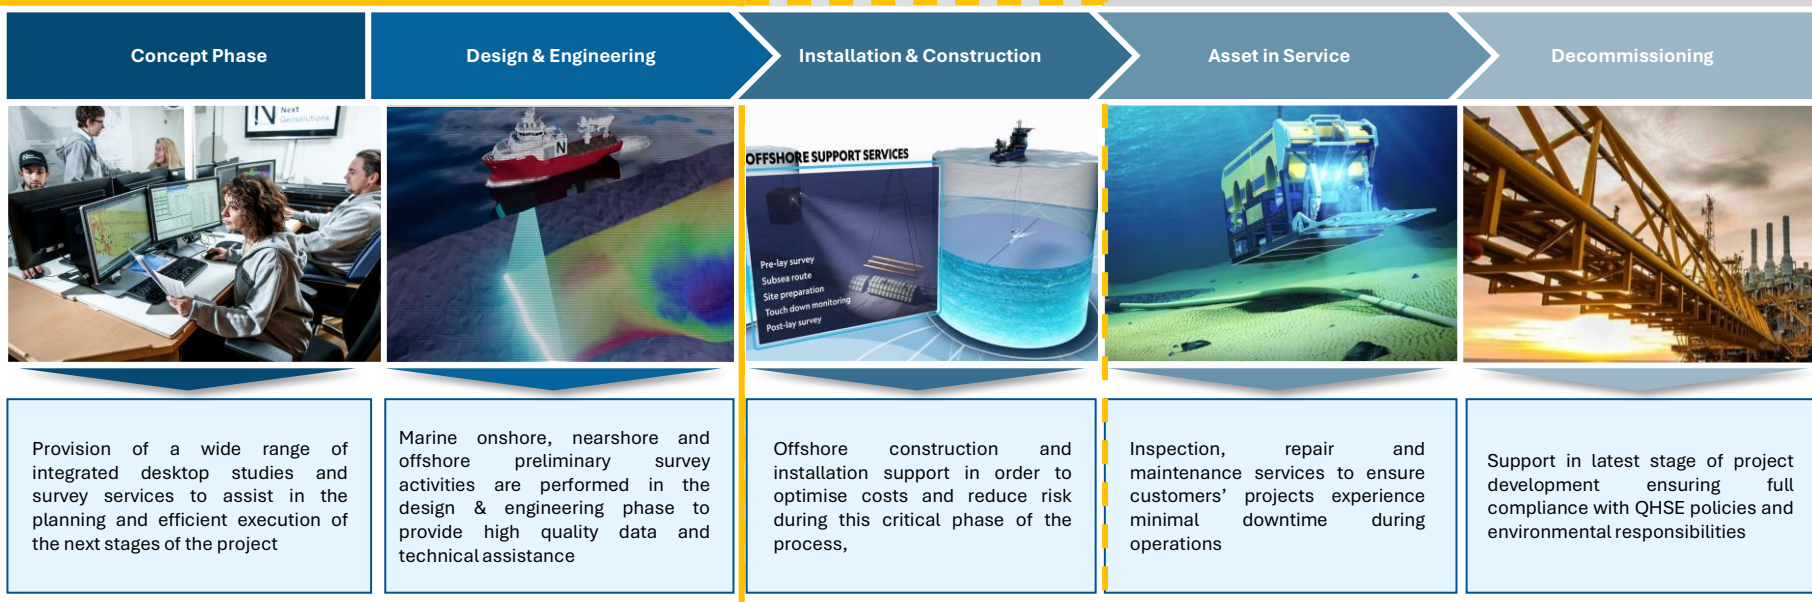 Concept Phase
Design & Engineering
Installation & Construction
Asset in Service
Decommissioning
!N
Next
Geosolutions
N
OFFSHORE SUPPORT SERVICES
Pre-lay survey
Subsea route
Site preparation
Touch down monitoring
Post-lay survey
Provision of a wide range of
integrated desktop studies and
survey services to assist in the
planning and efficient execution of
the next stages of the project
Marine onshore, nearshore and
offshore preliminary survey
activities are performed in the
design & engineering phase to
provide high quality data and
technical assistance
Offshore construction and
installation support in order to
optimise costs and reduce risk
during this critical phase of the
process,
Inspection, repair and
maintenance services to ensure
customers’ projects experience
minimal downtime during
operations
Support in latest stage of project
development ensuring full
compliance with QHSE policies and
environmental responsibilities